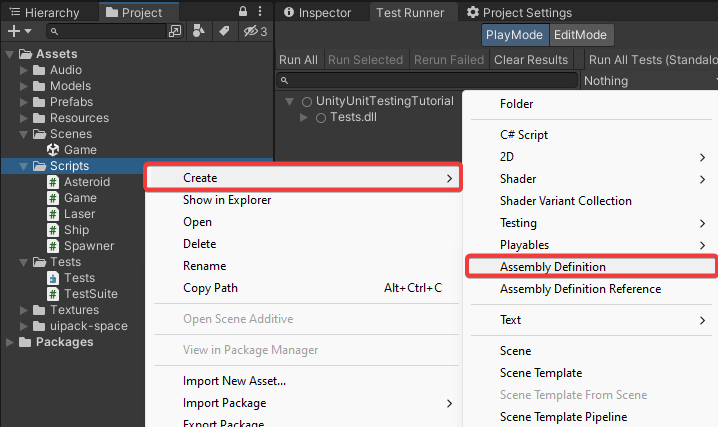 Hierarchy
Project
Inspector
Test Runner
Project Settings
3
PlayMode
EditMode
Run All
Run Selected
Rerun Failed
Clear Results
Run All Tests (Standalo
Nothing
Assets
Audio
Models
Prefabs
Resources
Scenes
Game
Scripts
Asteroid
Game
Laser
Ship
Spawner
Tests
Tests
TestSuite
Textures
uipack-space
Packages
UnityUnitTestingTutorial
Tests.dll
Create
Show in Explorer
Open
Delete
Rename
Copy Path Alt+Ctrl+C
Open Scene Additive
View in Package Manager
Import New Asset...
Import Package
Export Package
Folder
C# Script
2D
Shader
Shader Variant Collection
Testing
Playables
Assembly Definition
Assembly Definition Reference
Text
Scene
Scene Template
Scene Template From Scene
Scene Template Pipeline